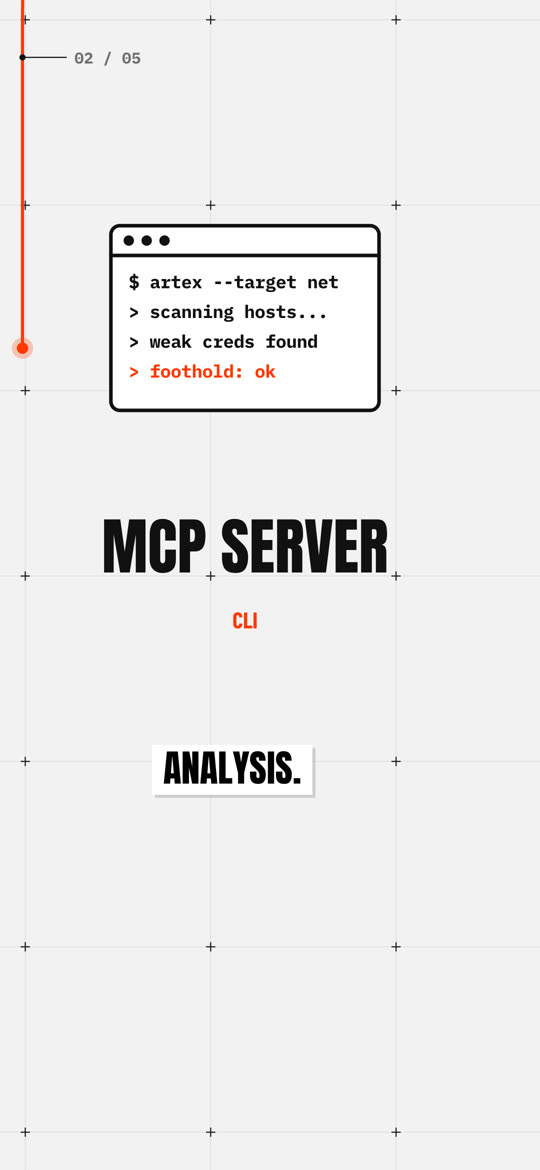 02 / 05
$ artex --target net
> scanning hosts...
> weak creds found
> foothold: ok
MCP SERVER
CLI
ANALYSIS.